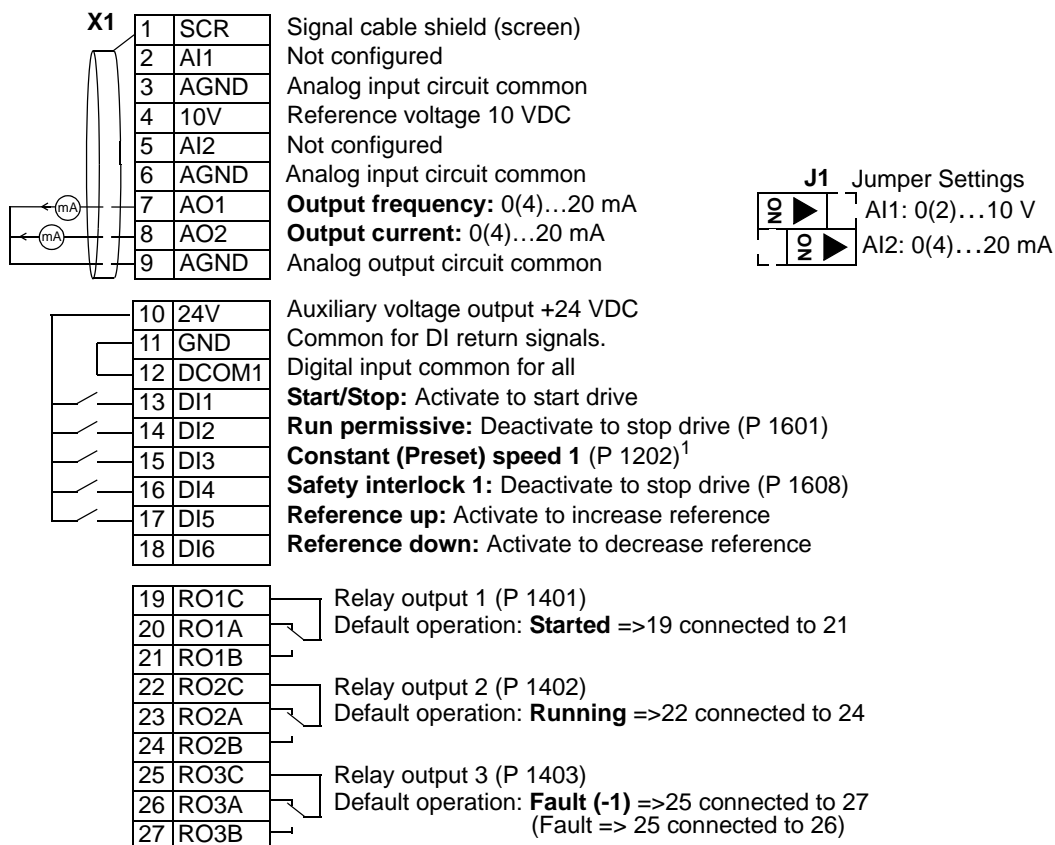 X1
1 SCR Signal cable shield (screen)
2 AI1 Not configured
3 AGND Analog input circuit common
4 10V Reference voltage 10 VDC
5 AI2 Not configured
6 AGND Analog input circuit common
mA 7 AO1 Output frequency: 0(4)…20 mA
mA 8 AO2 Output current: 0(4)…20 mA
9 AGND Analog output circuit common
J1 Jumper Settings
ON AI1: 0(2)…10 V
ON AI2: 0(4)…20 mA
10 24V Auxiliary voltage output +24 VDC
11 GND Common for DI return signals.
12 DCOM1 Digital input common for all
13 DI1 Start/Stop: Activate to start drive
14 DI2 Run permissive: Deactivate to stop drive (P 1601)
15 DI3 Constant (Preset) speed 1 (P 1202)1
16 DI4 Safety interlock 1: Deactivate to stop drive (P 1608)
17 DI5 Reference up: Activate to increase reference
18 DI6 Reference down: Activate to decrease reference
19 RO1C Relay output 1 (P 1401)
20 RO1A Default operation: Started =>19 connected to 21
21 RO1B
22 RO2C Relay output 2 (P 1402)
23 RO2A Default operation: Running =>22 connected to 24
24 RO2B
25 RO3C Relay output 3 (P 1403)
26 RO3A Default operation: Fault (-1) =>25 connected to 27
27 RO3B (Fault => 25 connected to 26)